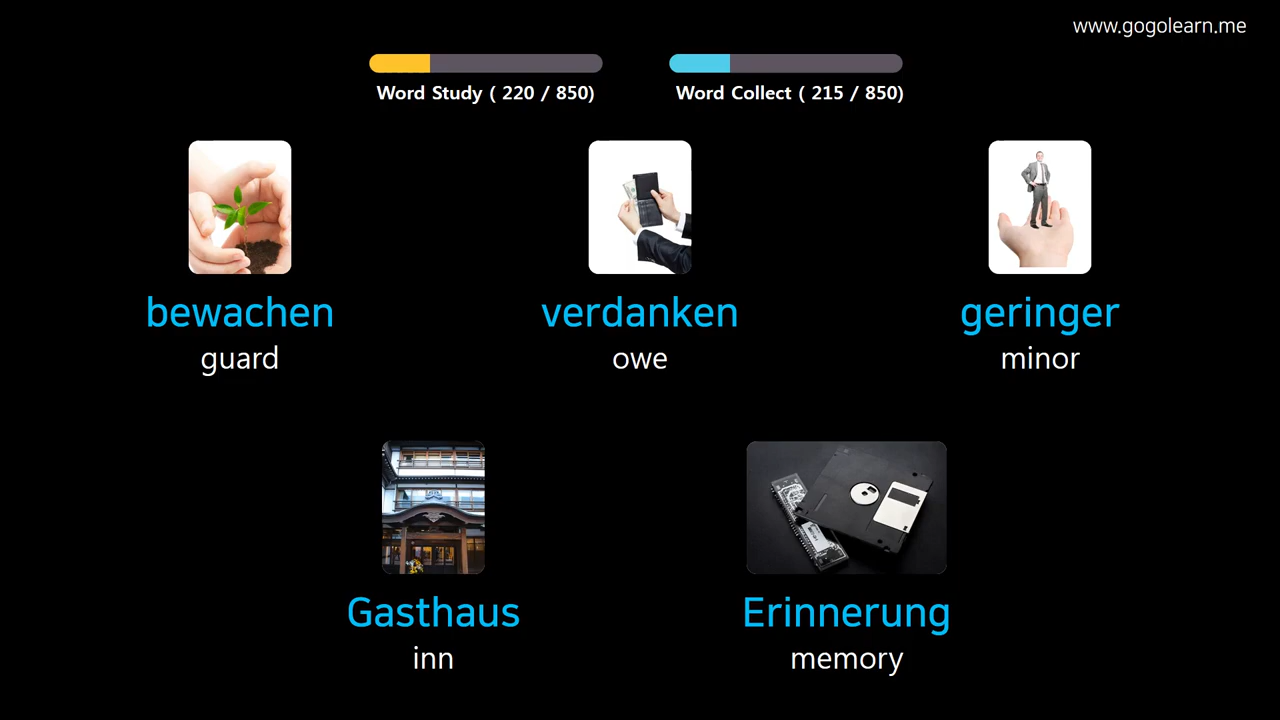 www.gogolearn.me
Word Study ( 220 / 850)
Word Collect ( 215 / 850)
bewachen
guard
verdanken
owe
geringer
minor
Gasthaus
inn
Erinnerung
memory